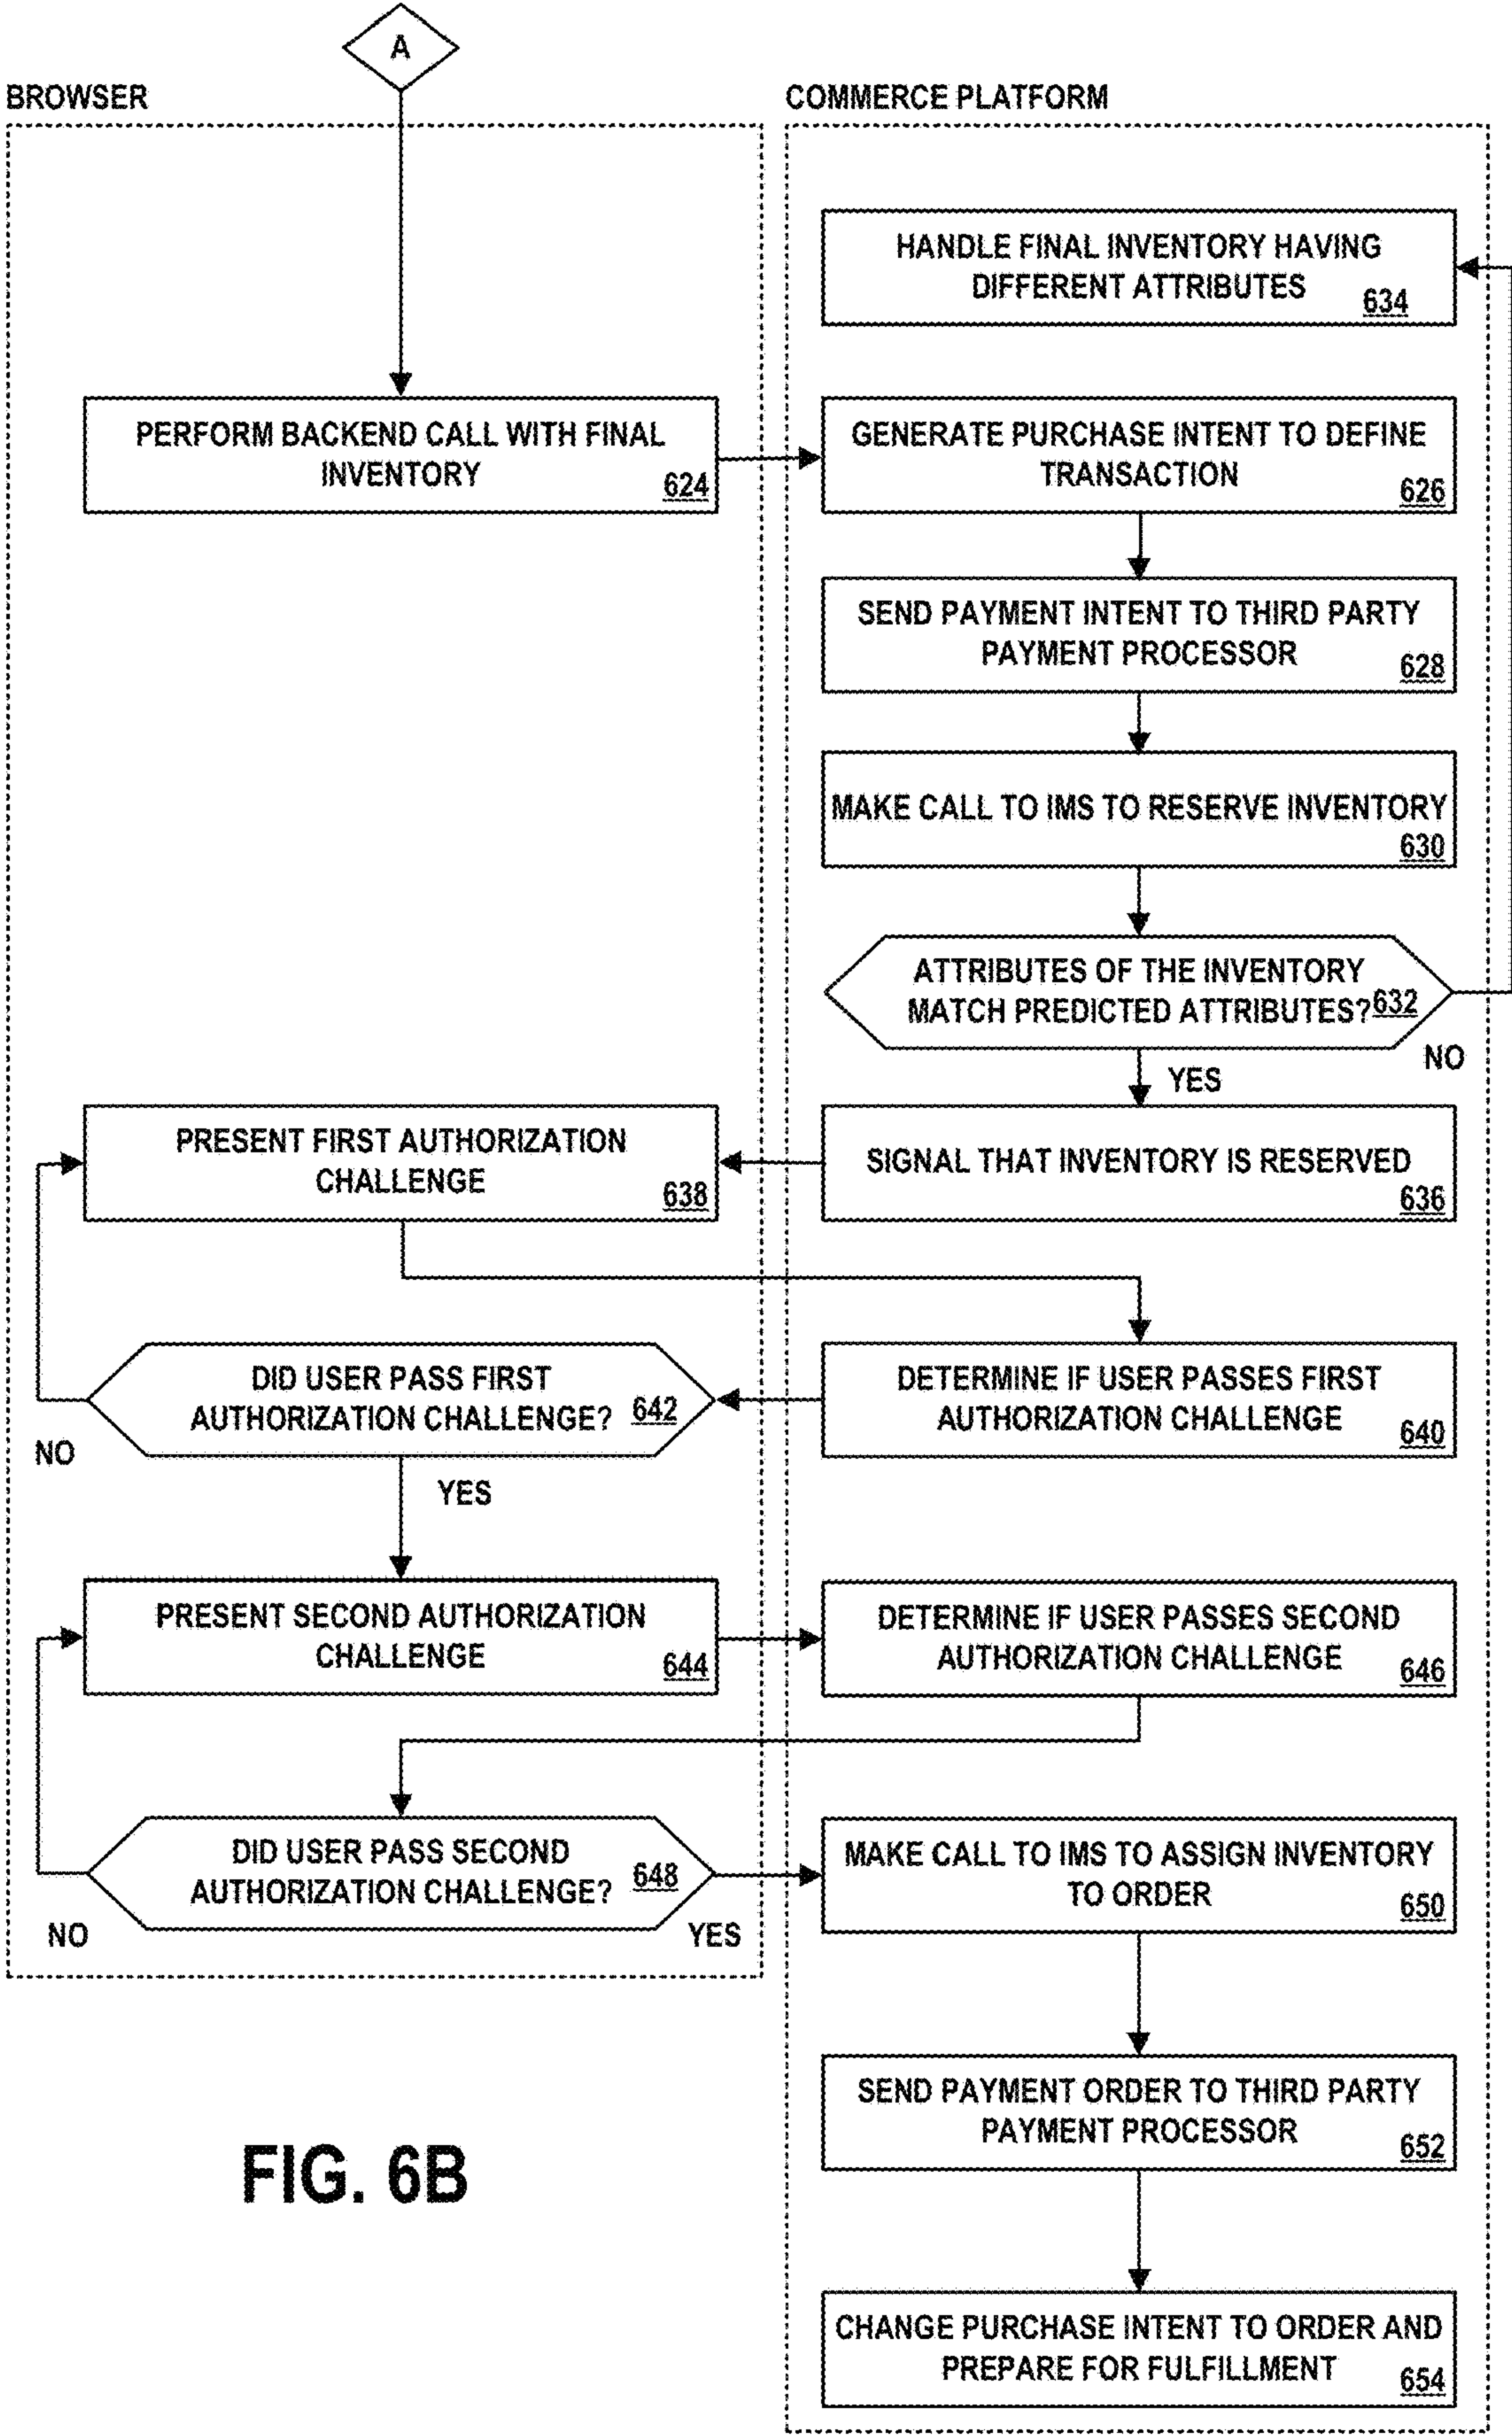 A
BROWSER
COMMERCE PLATFORM
HANDLE FINAL INVENTORY HAVING
DIFFERENT ATTRIBUTES
634
PERFORM BACKEND CALL WITH FINAL
INVENTORY
624
GENERATE PURCHASE INTENT TO DEFINE
TRANSACTION
626
SEND PAYMENT INTENT TO THIRD PARTY
PAYMENT PROCESSOR
628
MAKE CALL TO IMS TO RESERVE INVENTORY
630
ATTRIBUTES OF THE INVENTORY
MATCH PREDICTED ATTRIBUTES?
632
NO
YES
PRESENT FIRST AUTHORIZATION
CHALLENGE
638
SIGNAL THAT INVENTORY IS RESERVED
636
DID USER PASS FIRST
AUTHORIZATION CHALLENGE?
642
NO
YES
DETERMINE IF USER PASSES FIRST
AUTHORIZATION CHALLENGE
640
PRESENT SECOND AUTHORIZATION
CHALLENGE
644
DETERMINE IF USER PASSES SECOND
AUTHORIZATION CHALLENGE
646
DID USER PASS SECOND
AUTHORIZATION CHALLENGE?
648
NO
YES
MAKE CALL TO IMS TO ASSIGN INVENTORY
TO ORDER
650
SEND PAYMENT ORDER TO THIRD PARTY
PAYMENT PROCESSOR
652
FIG. 6B
CHANGE PURCHASE INTENT TO ORDER AND
PREPARE FOR FULFILLMENT
654